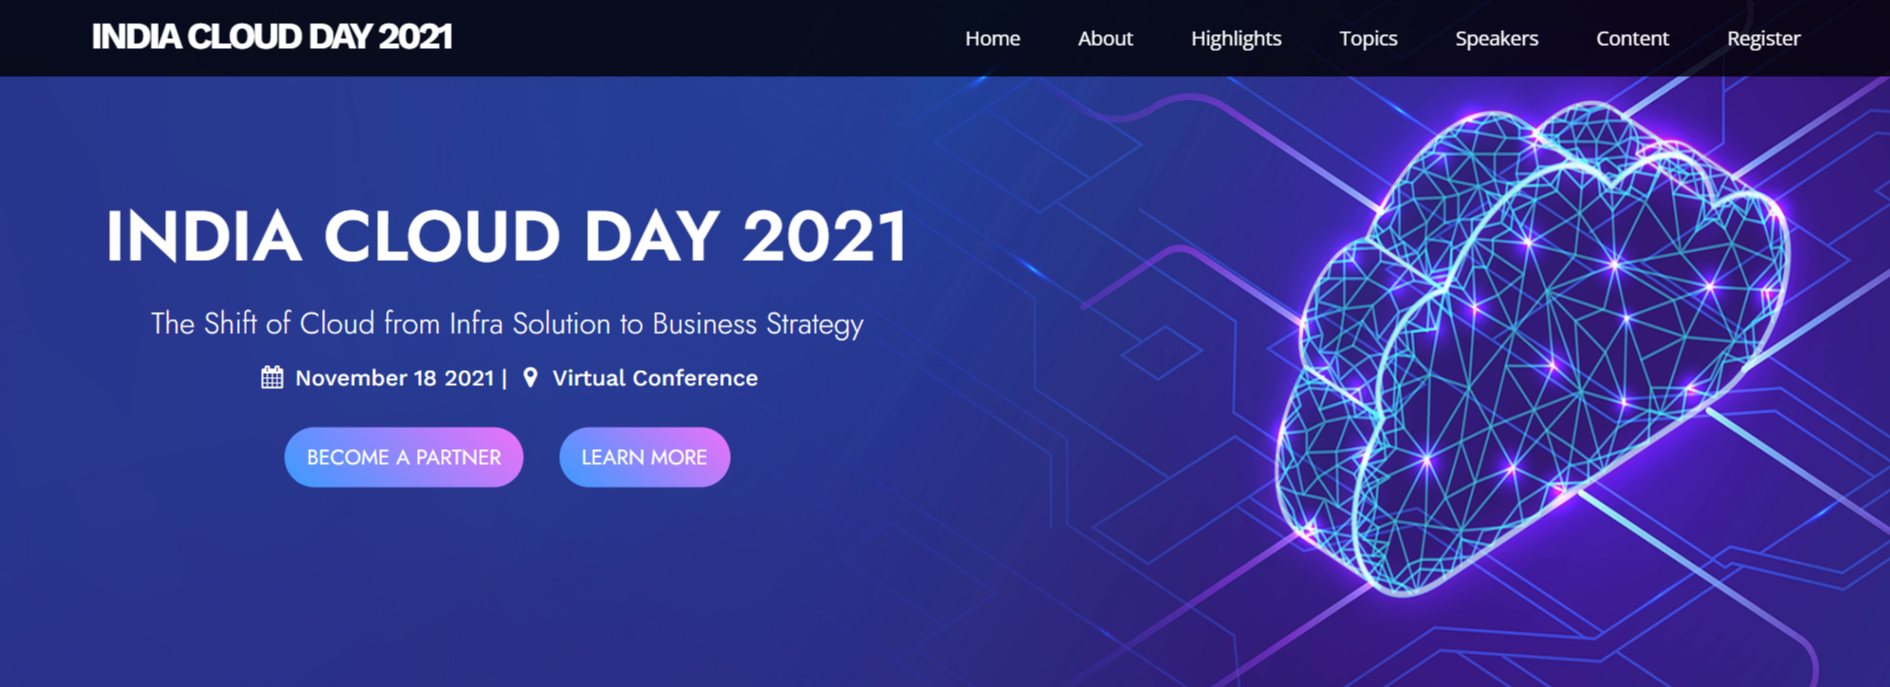 INDIA CLOUD DAY 2021
Home About Highlights Topics Speakers Content Register
INDIA CLOUD DAY 2021
The Shift of Cloud from Infra Solution to Business Strategy
November 18 2021 | Virtual Conference
BECOME A PARTNER
LEARN MORE